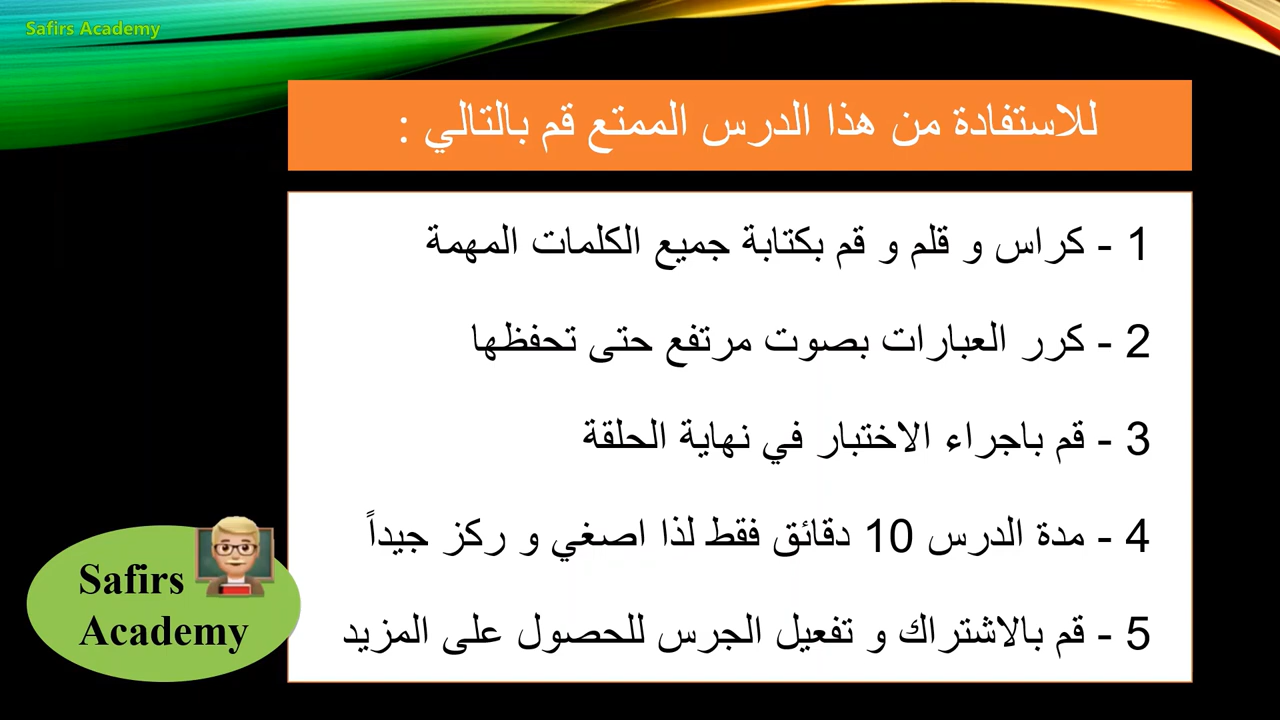 Safirs Academy
للاستفادة من هذا الدرس الممتع قم بالتالي :
1 - كراس و قلم و قم بكتابة جميع الكلمات المهمة
2 - كرر العبارات بصوت مرتفع حتى تحفظها
3 - قم باجراء الاختبار في نهاية الحلقة
4 - مدة الدرس 10 دقائق فقط لذا اصغي و ركز جيداً
5 - قم بالاشتراك و تفعيل الجرس للحصول على المزيد
Safirs
Academy